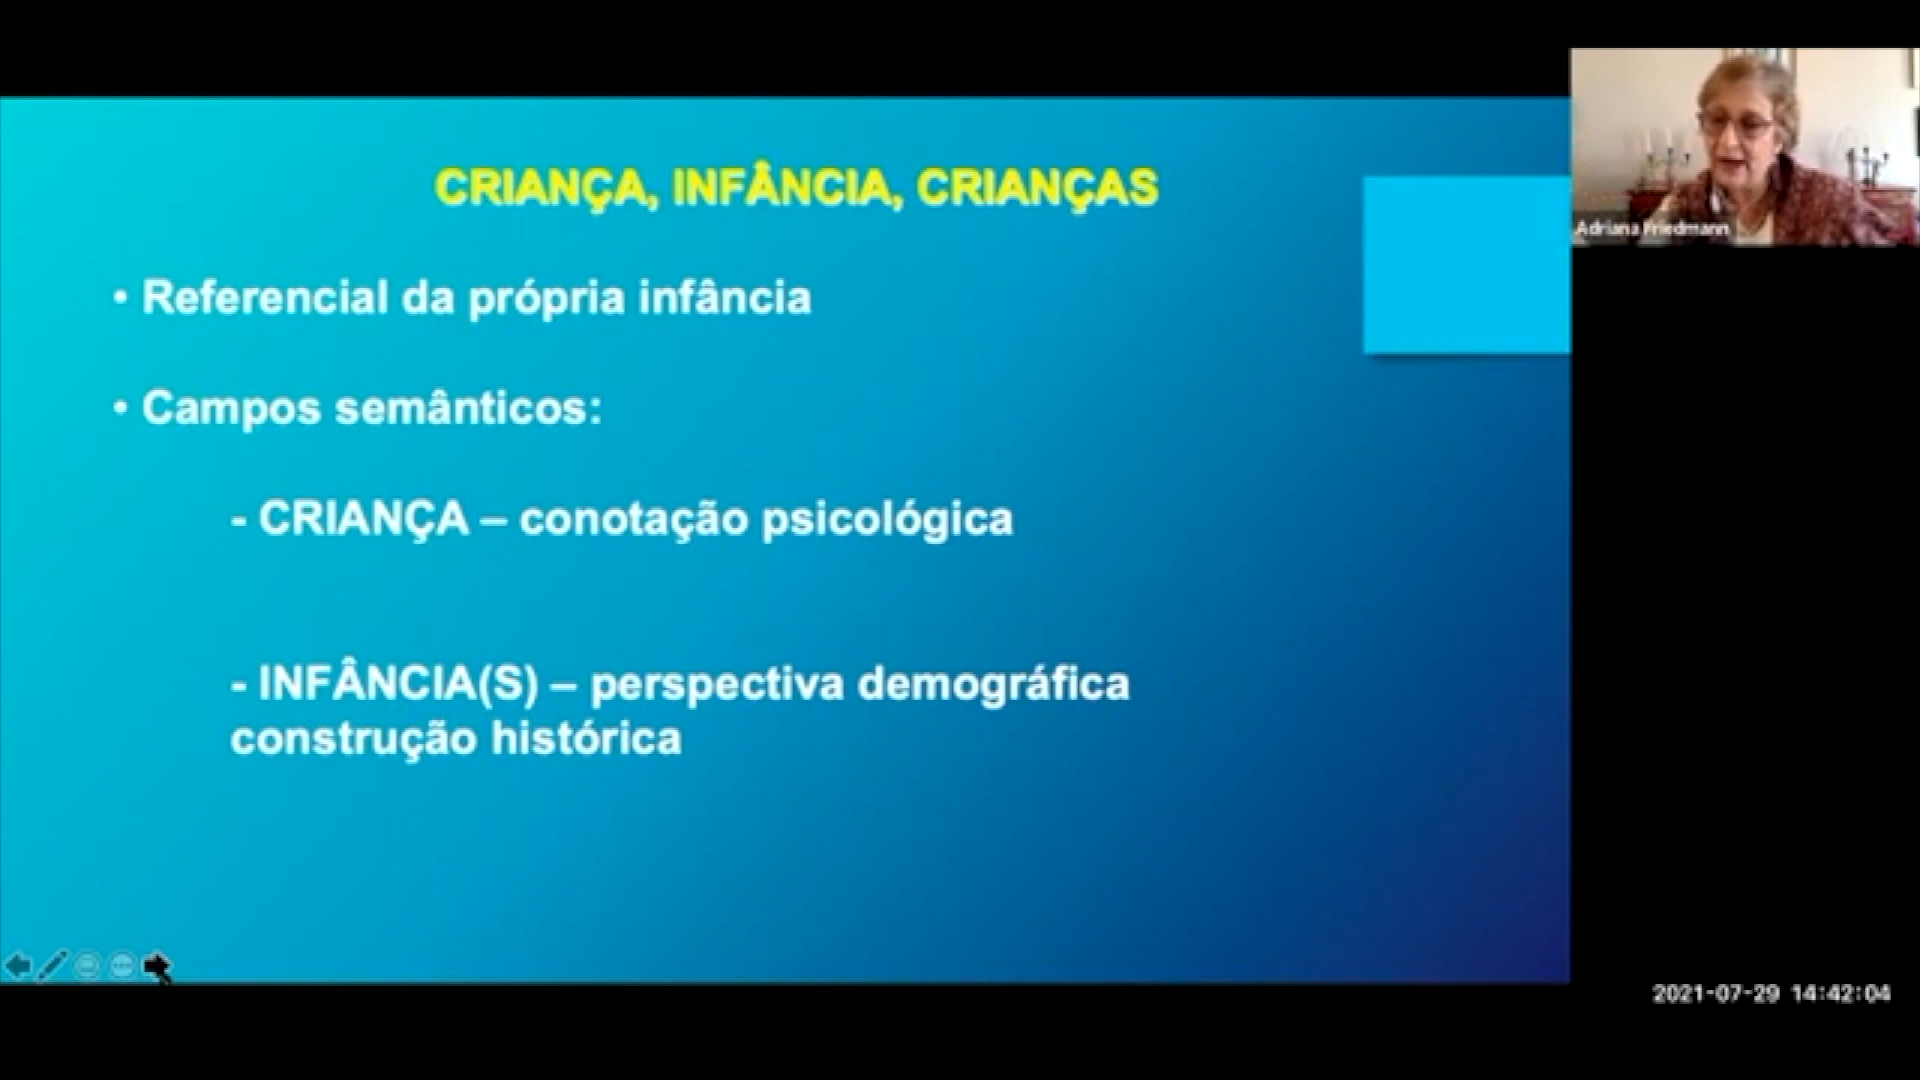 CRIANÇA, INFÂNCIA, CRIANÇAS
• Referencial da própria infância
• Campos semânticos:
- CRIANÇA – conotação psicológica
- INFÂNCIA(S) – perspectiva demográfica
construção histórica
Adriana Friedmann
2021-07-29 14:42:04